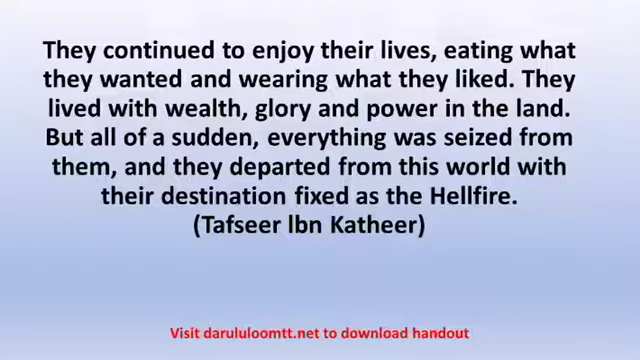 They continued to enjoy their lives, eating what
they wanted and wearing what they liked. They
lived with wealth, glory and power in the land.
But all of a sudden, everything was seized from
them, and they departed from this world with
their destination fixed as the Hellfire.
(Tafseer Ibn Katheer)
Visit darululoomtt.net to download handout